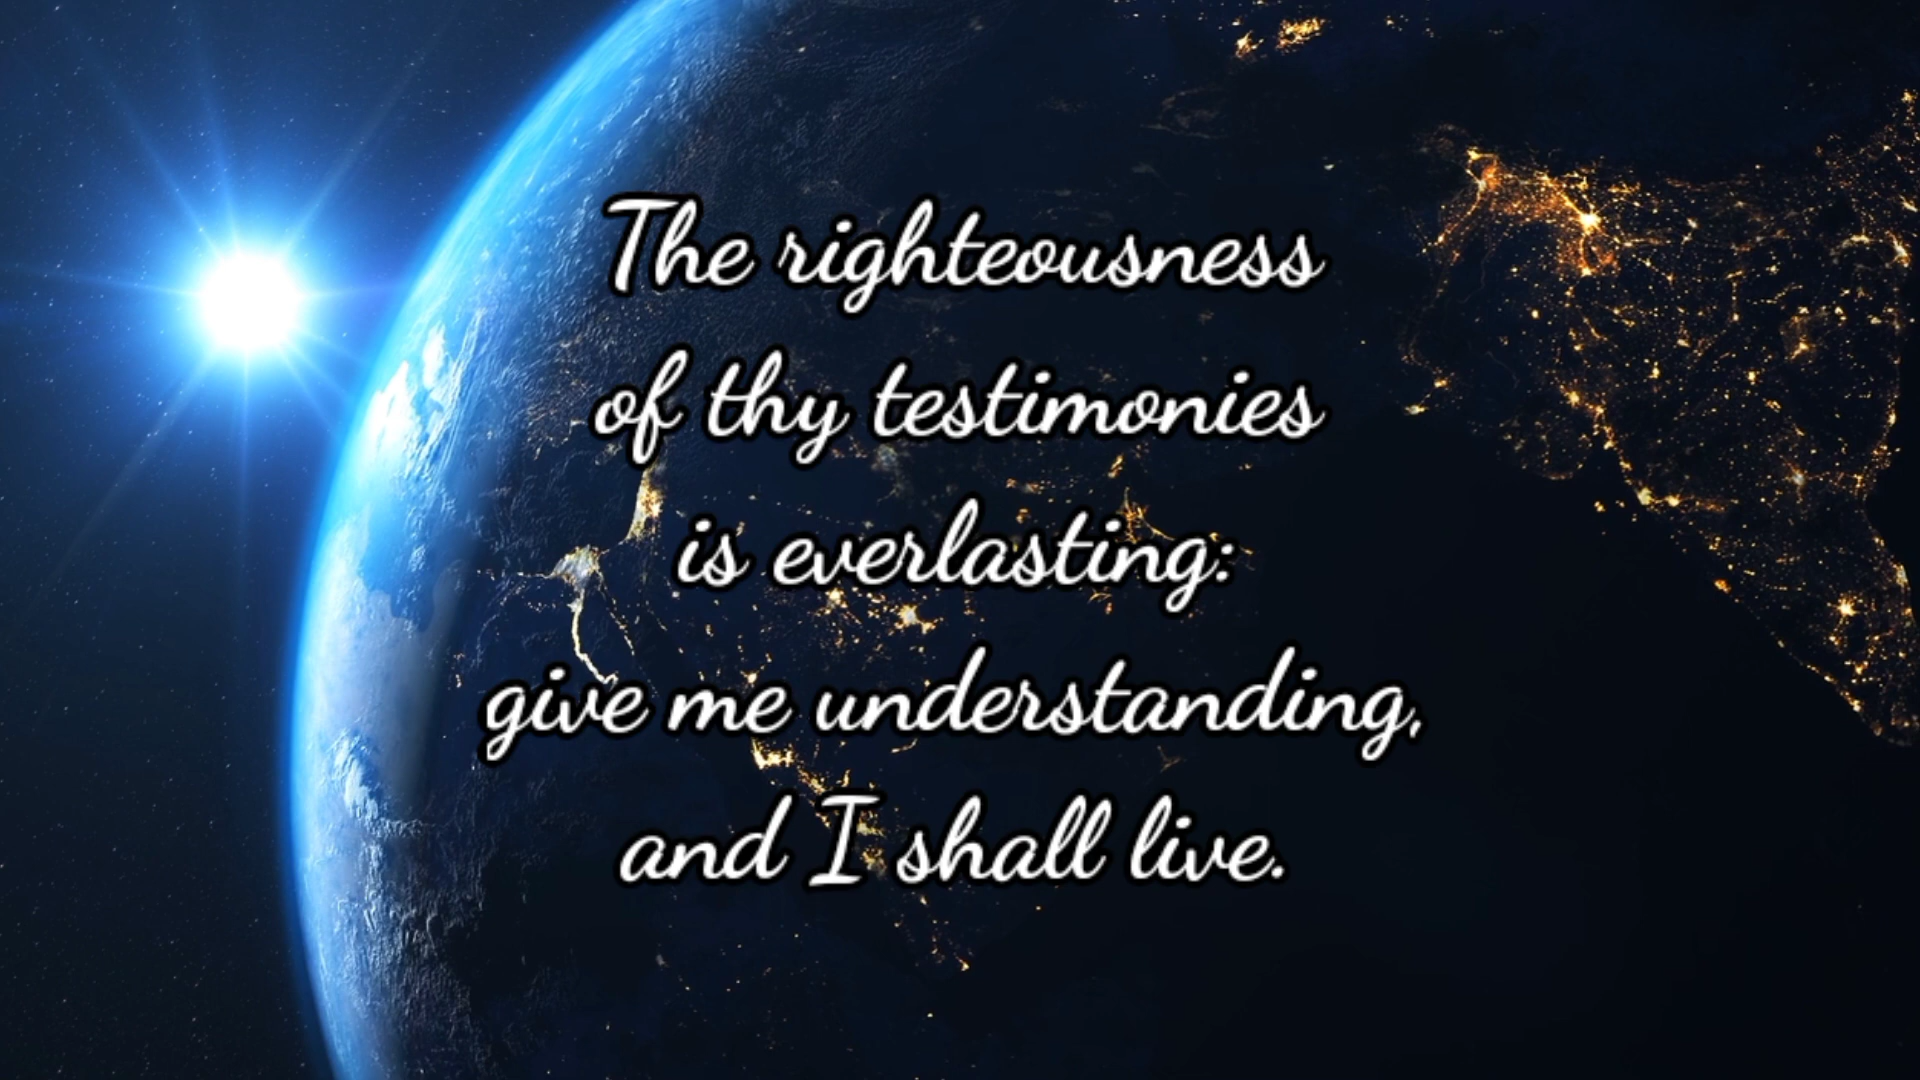 The righteousness
of thy testimonies
is everlasting:
give me understanding,
and I shall live.